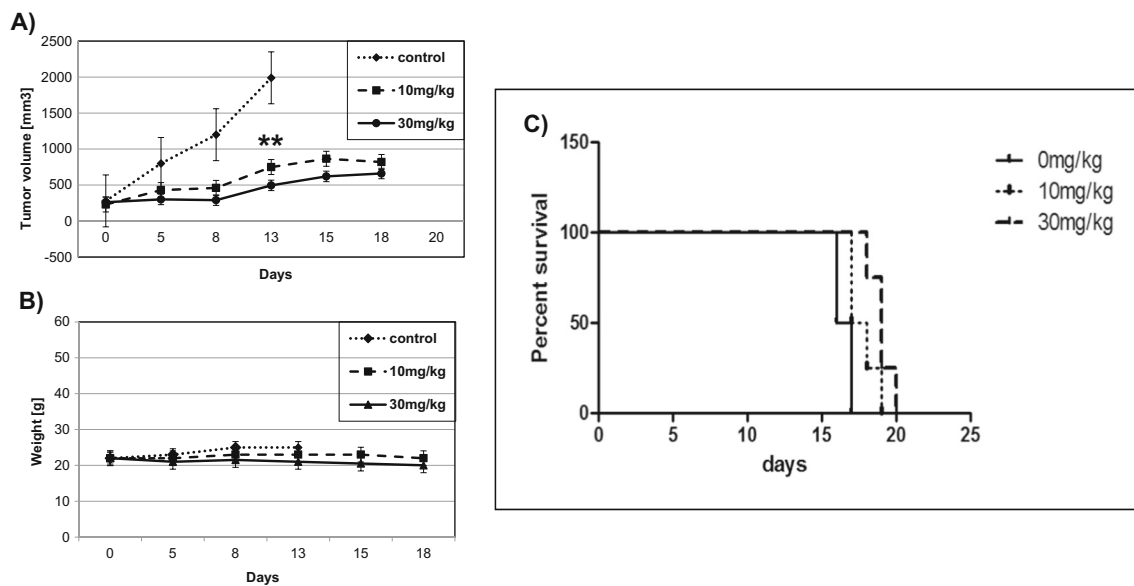 A)
Tumor volume [mm3]
2500
2000
1500
1000
500
0
-500
control
10mg/kg
30mg/kg
**
0 5 8 13 15 18 20
Days
B)
Weight [g]
60
50
40
30
20
10
0
control
10mg/kg
30mg/kg
0 5 8 13 15 18
Days
C)
Percent survival
150
100
50
0
0mg/kg
10mg/kg
30mg/kg
0 5 10 15 20 25
days